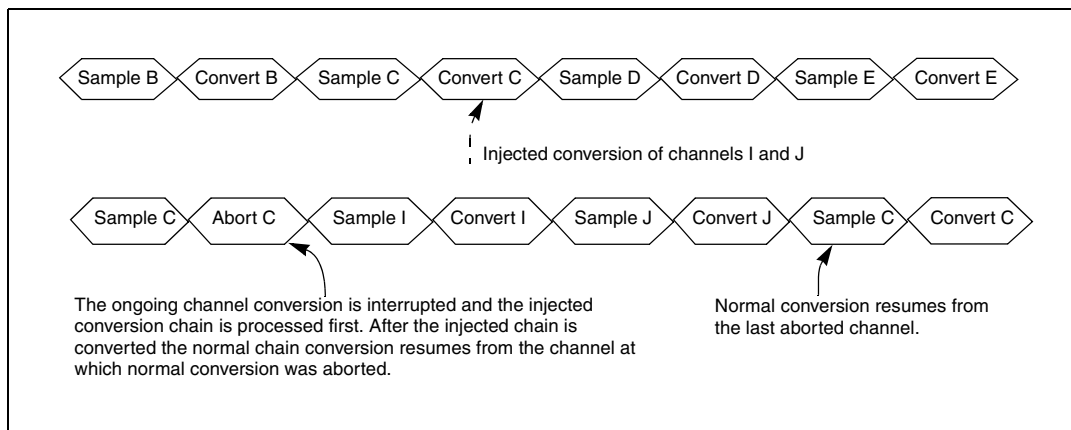 Sample B Convert B Sample C Convert C Sample D Convert D Sample E Convert E
Injected conversion of channels I and J
Sample C Abort C Sample I Convert I Sample J Convert J Sample C Convert C
The ongoing channel conversion is interrupted and the injected
conversion chain is processed first. After the injected chain is
converted the normal chain conversion resumes from the channel at
which normal conversion was aborted.
Normal conversion resumes from
the last aborted channel.